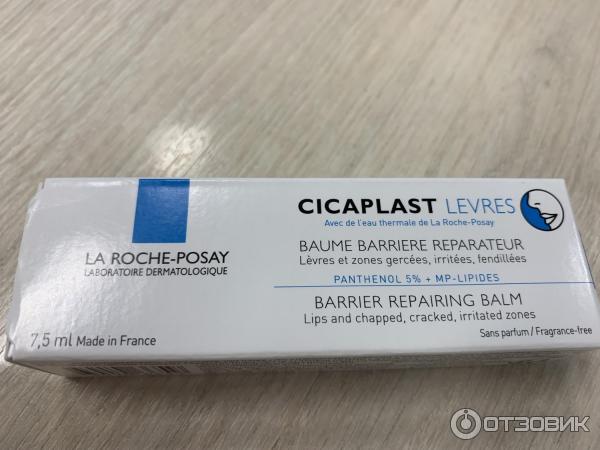 LA ROCHE-POSAY
LABORATOIRE DERMATOLOGIQUE
7,5 ml Made in France
CICAPLAST LEVRES
Avec de l'eau thermale de La Roche-Posay
BAUME BARRIERE REPARATEUR
Lèvres et zones gercées, irritées, fendillées
PANTHENOL 5% + MP-LIPIDES
BARRIER REPAIRING BALM
Lips and chapped, cracked, irritated zones
Sans parfum / Fragrance-free
ОТЗОВИК